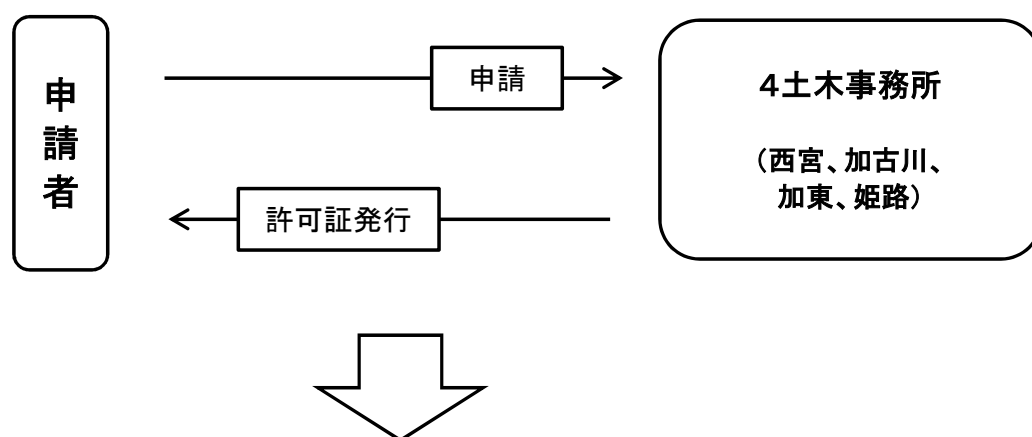 申請者
申請
許可証発行
4土木事務所
（西宮、加古川、
加東、姫路）